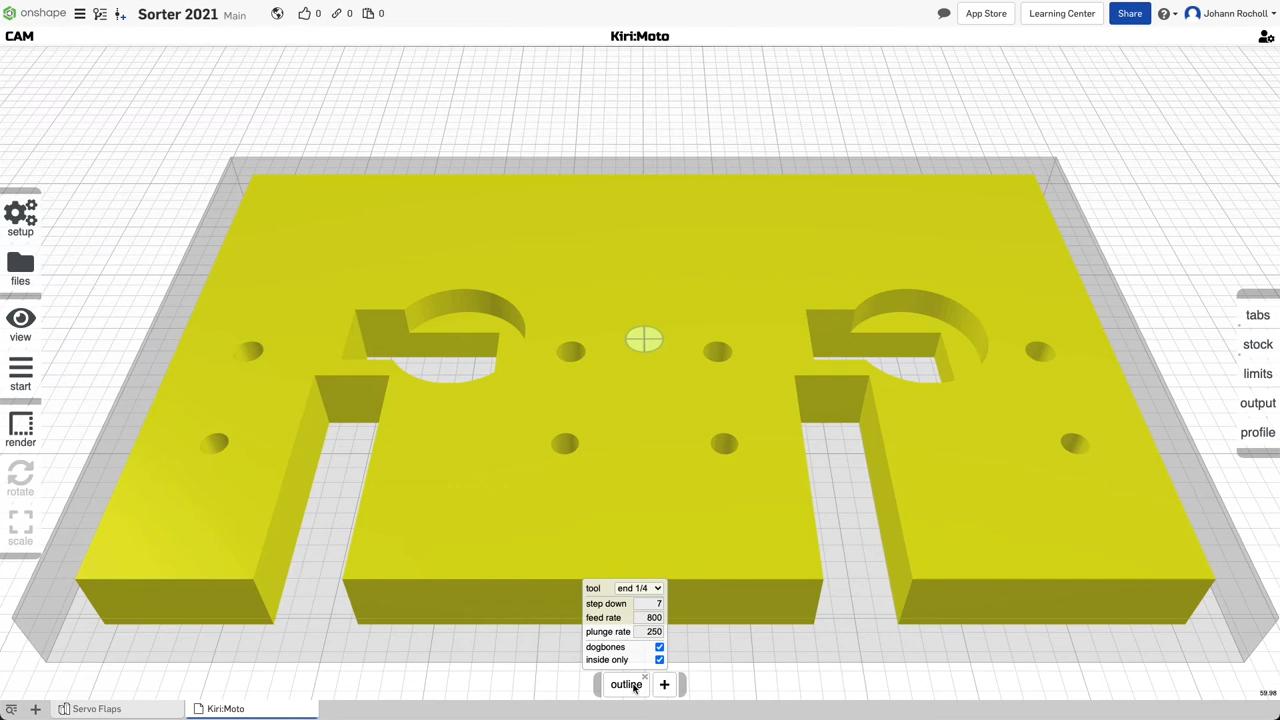 onshape
Sorter 2021 Main
0
0
0
App Store
Learning Center
Share
Johann Rocholl
CAM
Kiri:Moto
setup
files
view
start
render
rotate
scale
tabs
stock
limits
output
profile
tool end 1/4
step down 7
feed rate 800
plunge rate 250
dogbones
inside only
outline
+
59.98
Servo Flaps
Kiri:Moto